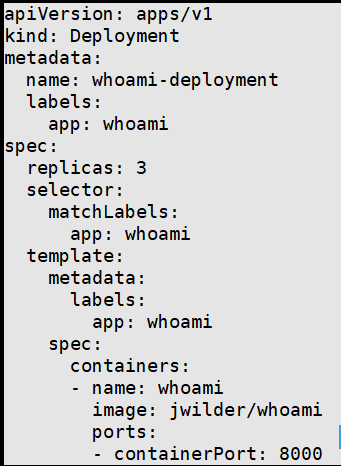 apiVersion: apps/v1
kind: Deployment
metadata:
  name: whoami-deployment
  labels:
    app: whoami
spec:
  replicas: 3
  selector:
    matchLabels:
      app: whoami
  template:
    metadata:
      labels:
        app: whoami
    spec:
      containers:
      - name: whoami
        image: jwilder/whoami
        ports:
        - containerPort: 8000